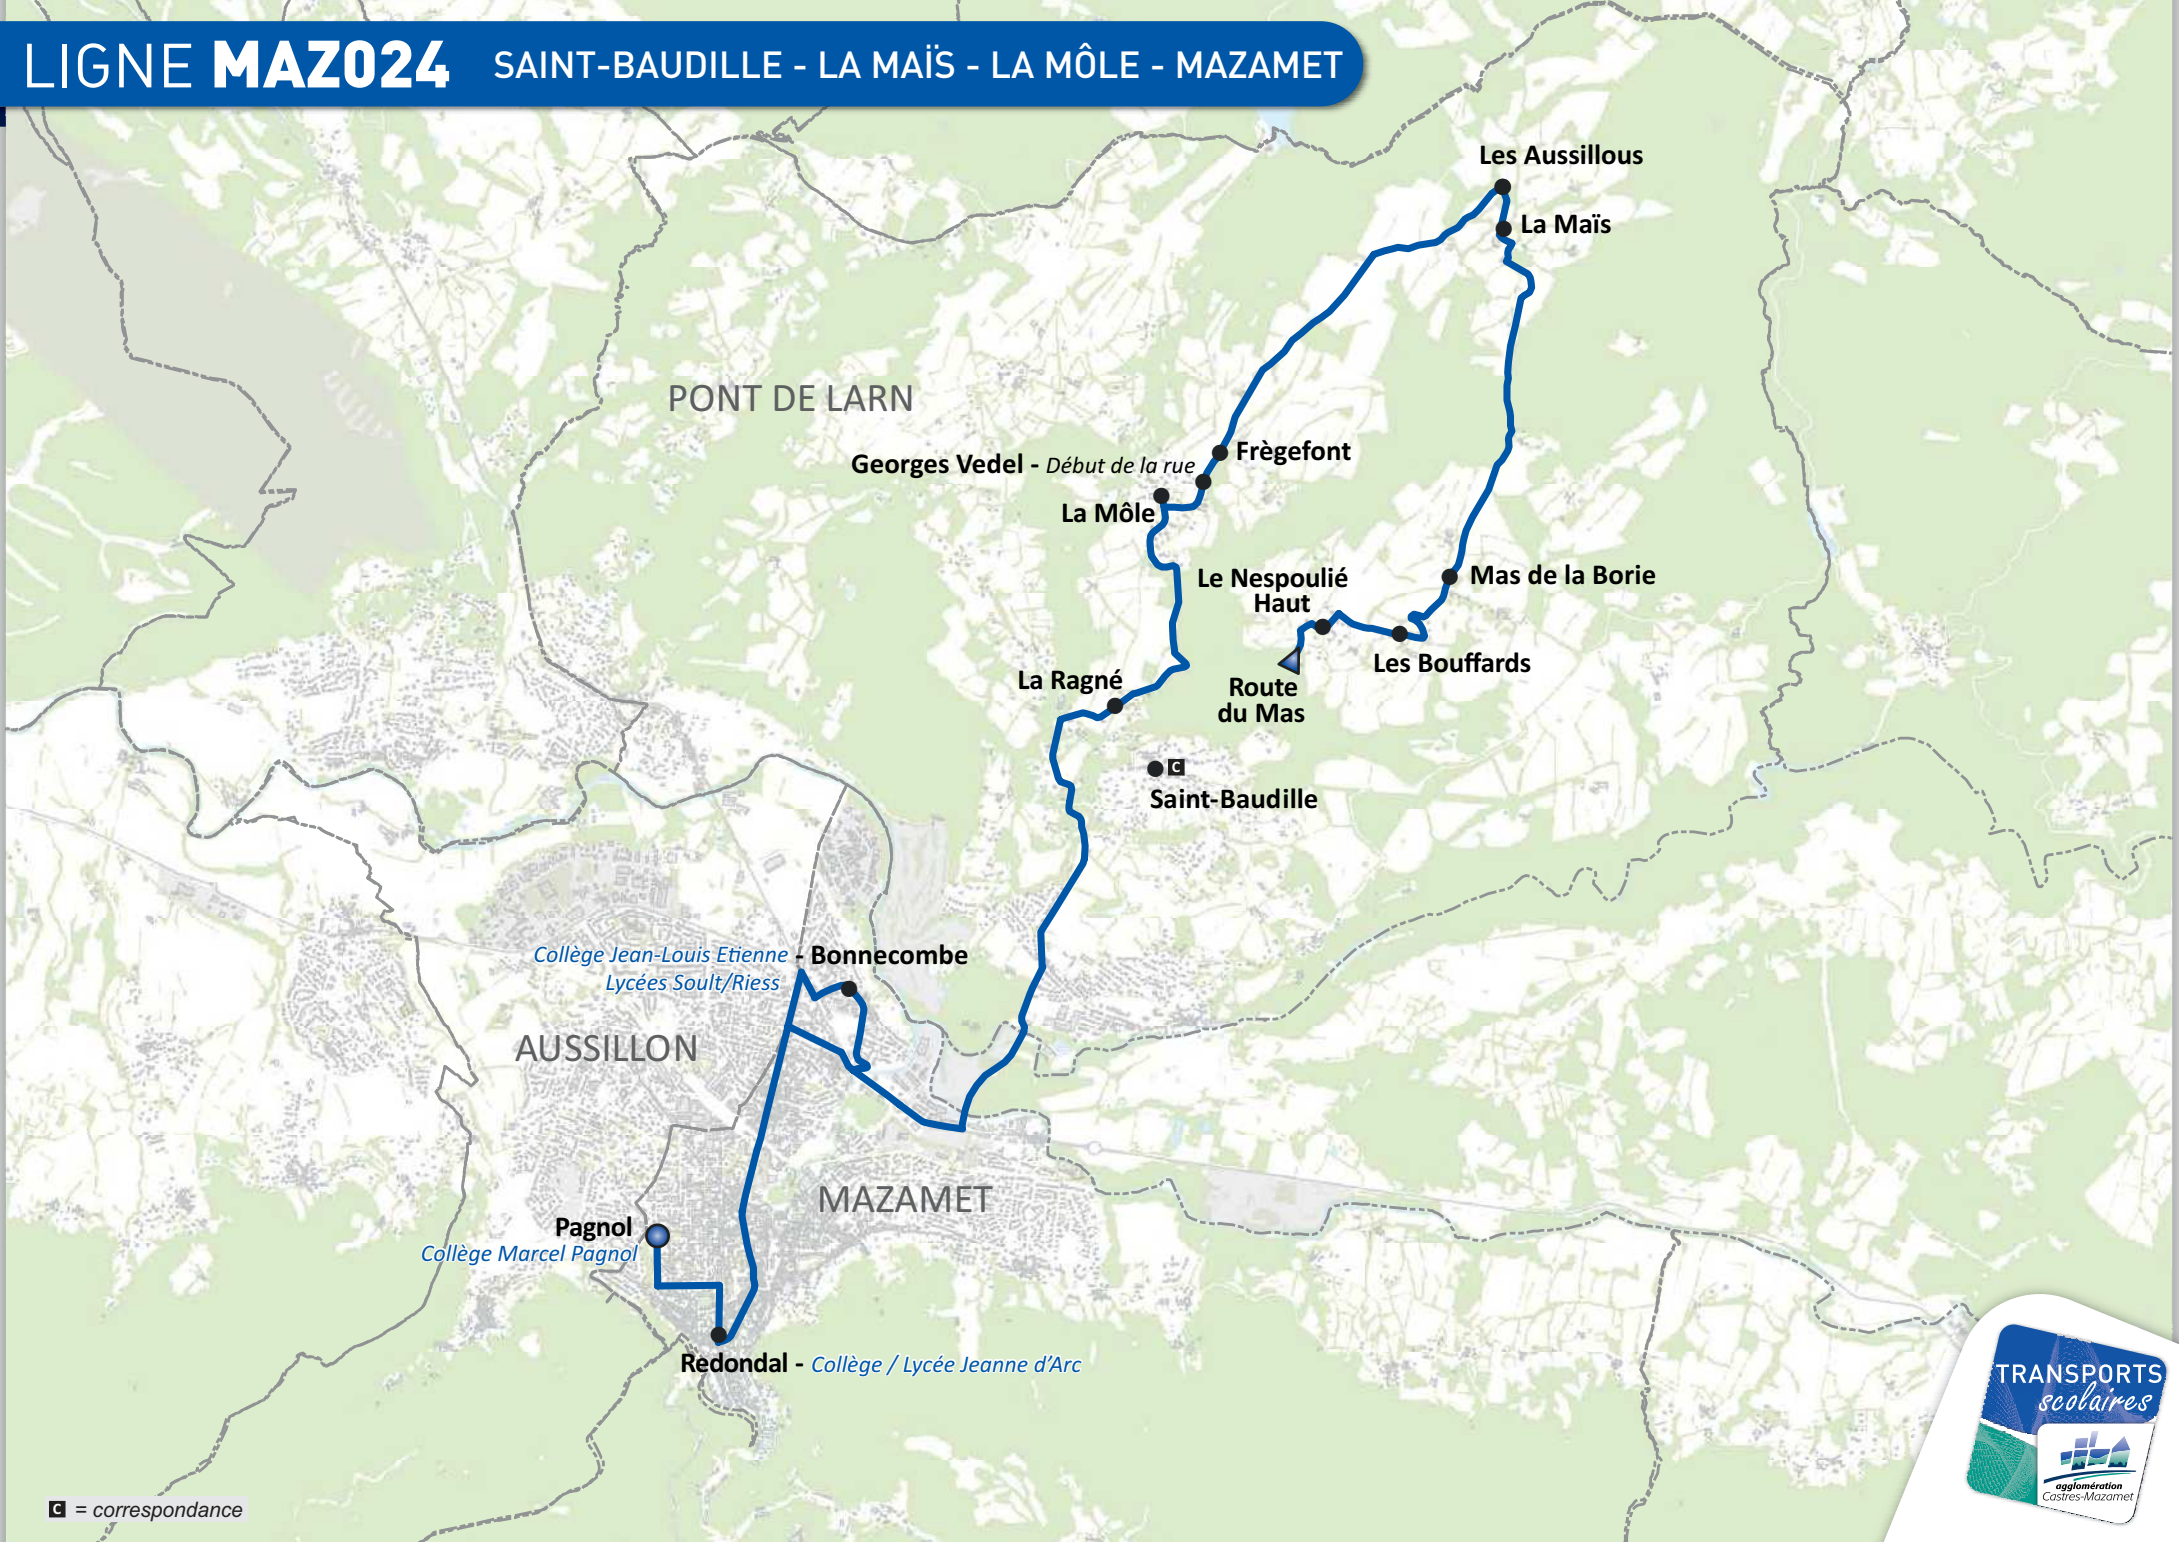 LIGNE MAZ024 SAINT-BAUDILLE - LA MAÏS - LA MÔLE - MAZAMET
Les Aussillous
La Maïs
PONT DE LARN
Frègefont
Georges Vedel - Début de la rue
La Môle
Le Nespoulié
Haut
Mas de la Borie
Les Bouffards
La Ragné
Route
du Mas
C
Saint-Baudille
Collège Jean-Louis Etienne - Bonnecombe
Lycées Soult/Riess
AUSSILLON
MAZAMET
Pagnol
Collège Marcel Pagnol
Redondal - Collège / Lycée Jeanne d'Arc
TRANSPORTS
scolaires
agglomération
Castres-Mazamet
C = correspondance